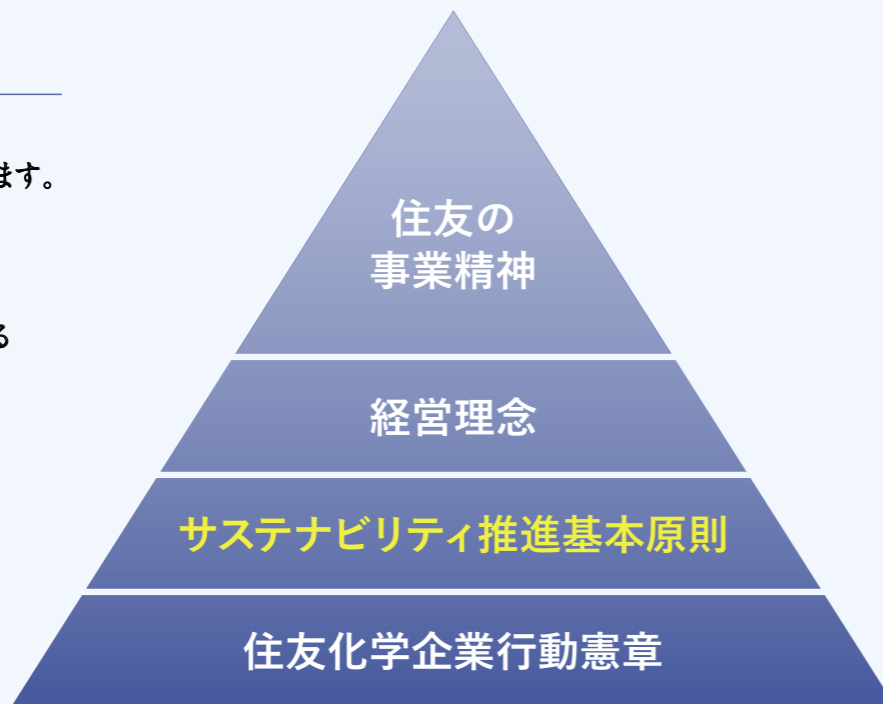 ます。
る
住友の
事業精神
経営理念
サステナビリティ推進基本原則
住友化学企業行動憲章